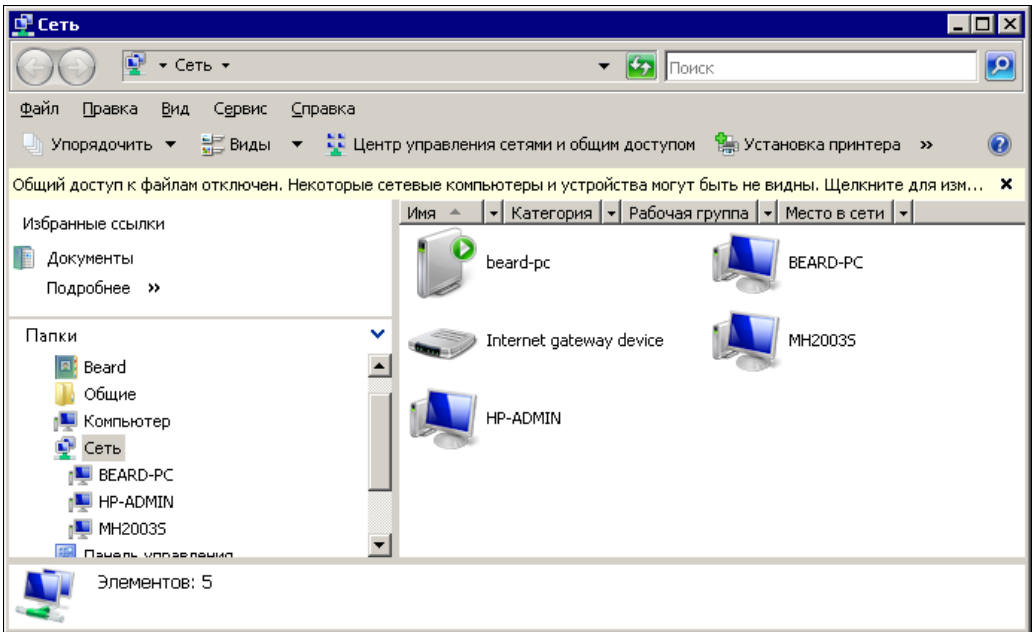 Сеть
Сеть
Поиск
Файл Правка Вид Сервис Справка
Упорядочить Виды Центр управления сетями и общим доступом Установка принтера »
Общий доступ к файлам отключен. Некоторые сетевые компьютеры и устройства могут быть не видны. Щелкните для изм...
Избранные ссылки
Документы
Подробнее »
Папки
Beard
Общие
Компьютер
Сеть
BEARD-PC
HP-ADMIN
MH2003S
Панель управления
Имя Категория Рабочая группа Место в сети
beard-pc BEARD-PC
Internet gateway device MH2003S
HP-ADMIN
Элементов: 5